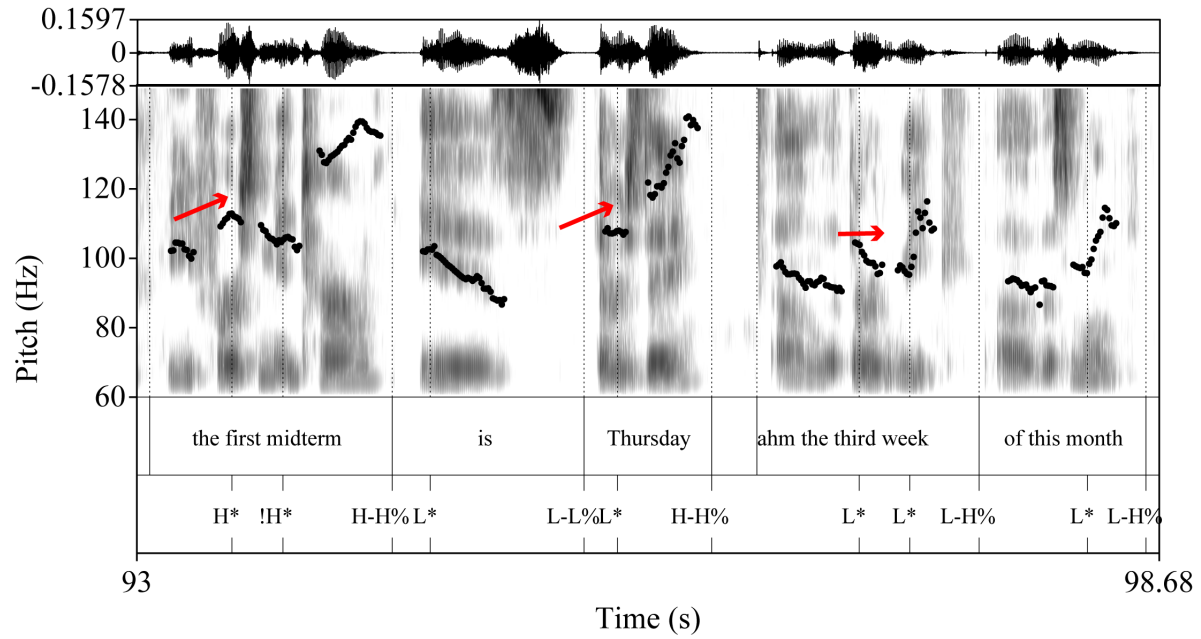 0.1597
0
-0.1578
140
120
100
80
60
Pitch (Hz)
the first midterm is Thursday ahm the third week of this month
H* !H* H-H% L* L-L% L* H-H% L* L* L-H% L* L-H%
93 98.68
Time (s)